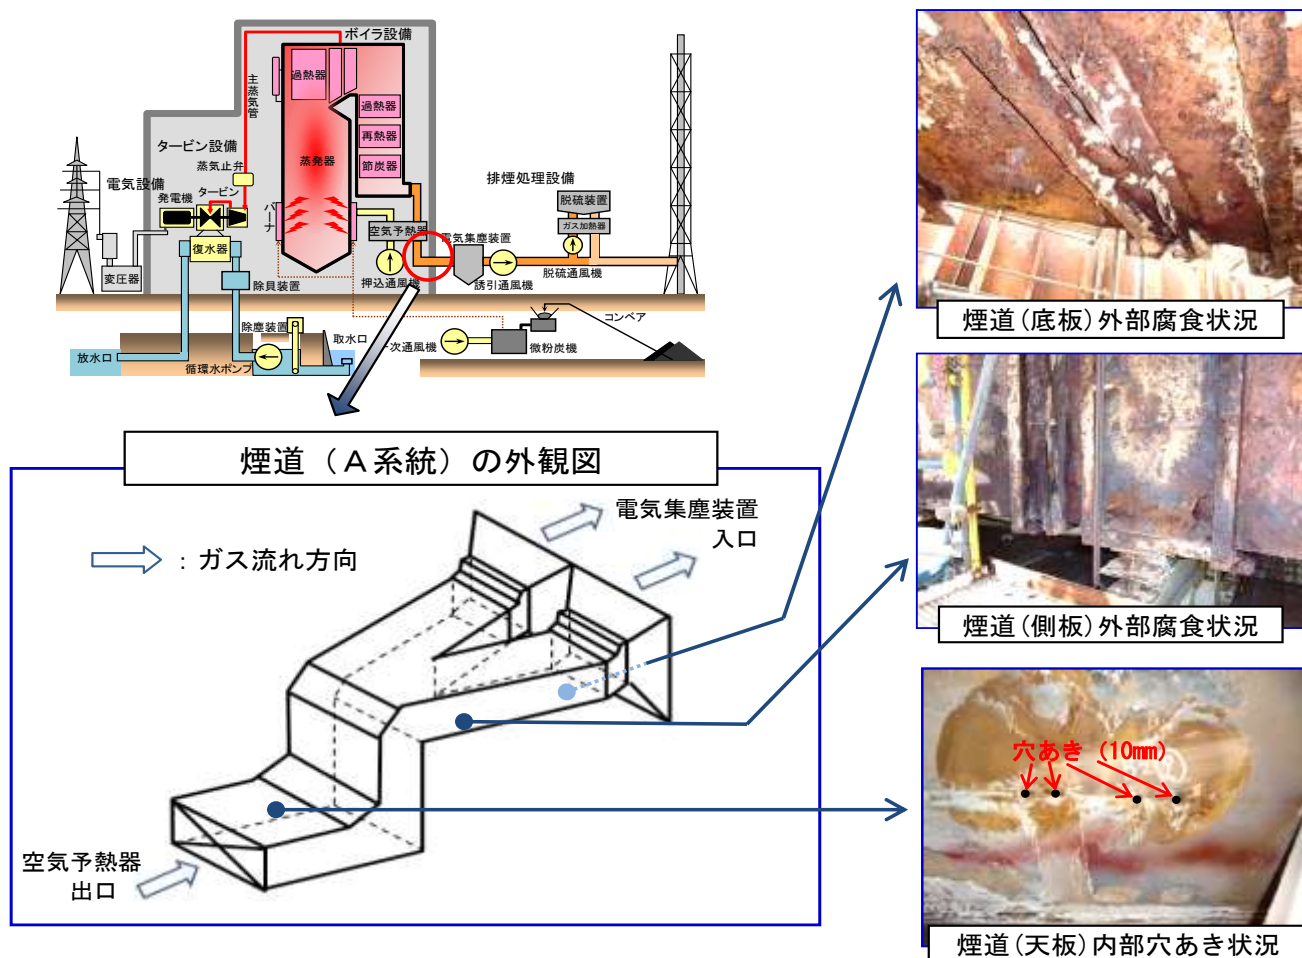 ボイラ設備
過熱器
主蒸気管
過熱器
再熱器
節炭器
蒸発器
タービン設備
蒸気止弁
電気設備
タービン
発電機
バーナ
復水器
変圧器
除貝装置
空気予熱器
押込通風機
電気集塵装置
誘引通風機
排煙処理設備
脱硫装置
ガス加熱器
脱硫通風機
除塵装置
取水口
放水口
循環水ポンプ
一次通風機
微粉炭機
コンベア
煙道（Ａ系統）の外観図
：ガス流れ方向
電気集塵装置
入口
空気予熱器
出口
煙道(底板)外部腐食状況
煙道(側板)外部腐食状況
穴あき（10mm）
煙道(天板)内部穴あき状況